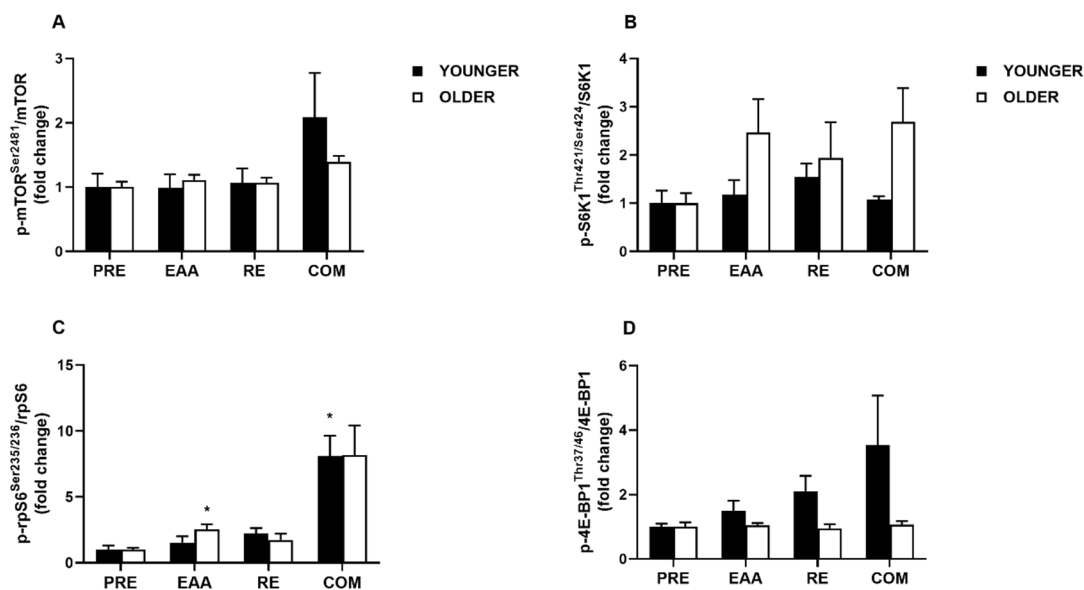 A
p-mTOR^Ser2481/mTOR
(fold change)
3
2
1
0
PRE EAA RE COM
YOUNGER
OLDER
B
p-S6K1^Thr421/Ser424/S6K1
(fold change)
4
3
2
1
0
PRE EAA RE COM
YOUNGER
OLDER
C
p-rpS6^Ser235/236/rpS6
(fold change)
15
10
5
0
*
*
PRE EAA RE COM
D
p-4E-BP1^Thr37/46/4E-BP1
(fold change)
6
4
2
0
PRE EAA RE COM